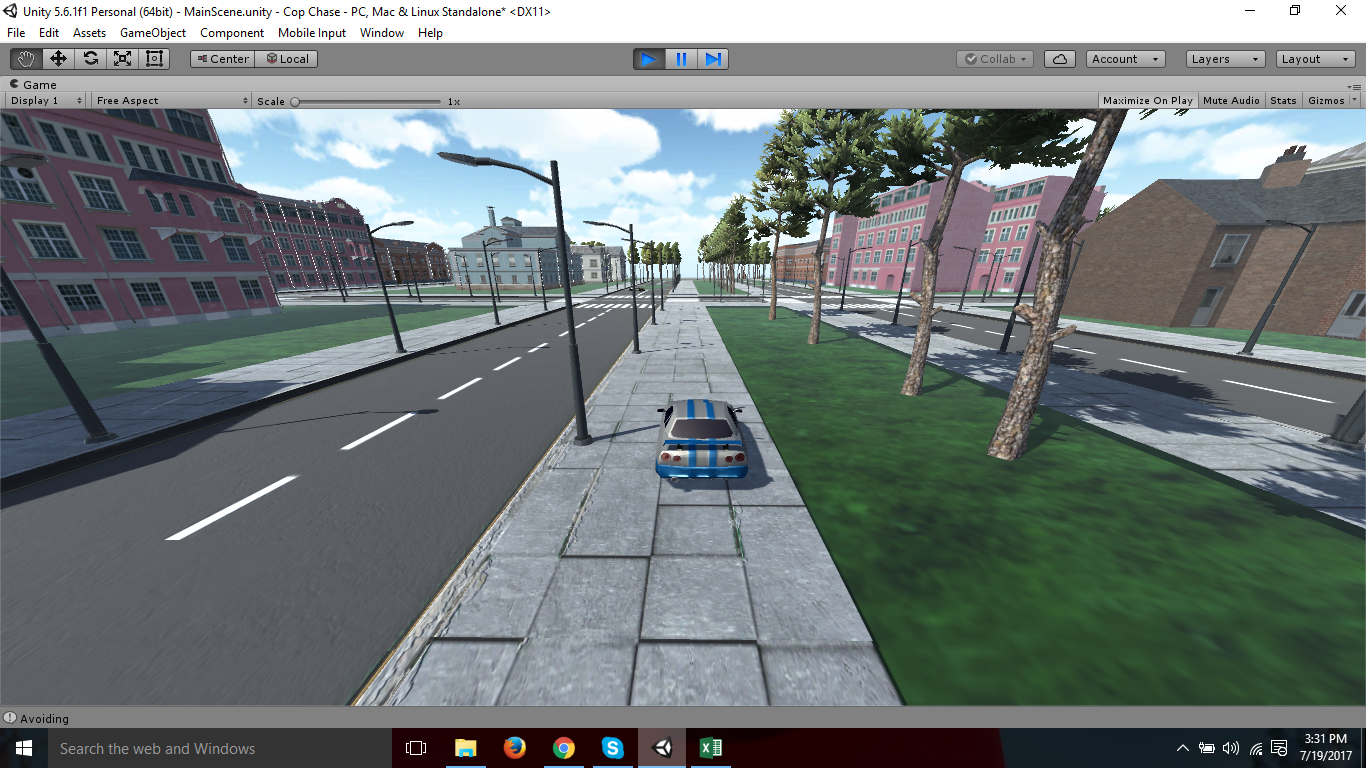 Unity 5.6.1f1 Personal (64bit) - MainScene.unity - Cop Chase - PC, Mac & Linux Standalone* <DX11>
File Edit Assets GameObject Component Mobile Input Window Help
Center Local Collab Account Layers Layout
Game
Display 1 Free Aspect Scale 1x Maximize On Play Mute Audio Stats Gizmos
Avoiding
Search the web and Windows
3:31 PM
7/19/2017